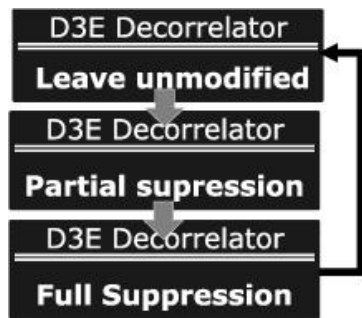 D3E Decorrelator
Leave unmodified
D3E Decorrelator
Partial supression
D3E Decorrelator
Full Suppression